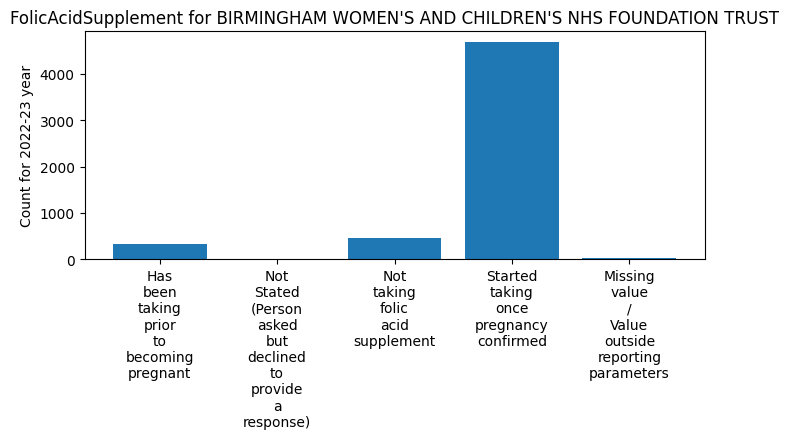 FolicAcidSupplement for BIRMINGHAM WOMEN'S AND CHILDREN'S NHS FOUNDATION TRUST
Count for 2022-23 year
4000
3000
2000
1000
0
Has
been
taking
prior
to
becoming
pregnant
Not
Stated
(Person
asked
but
declined
to
provide
a
response)
Not
taking
folic
acid
supplement
Started
taking
once
pregnancy
confirmed
Missing
value
/
Value
outside
reporting
parameters